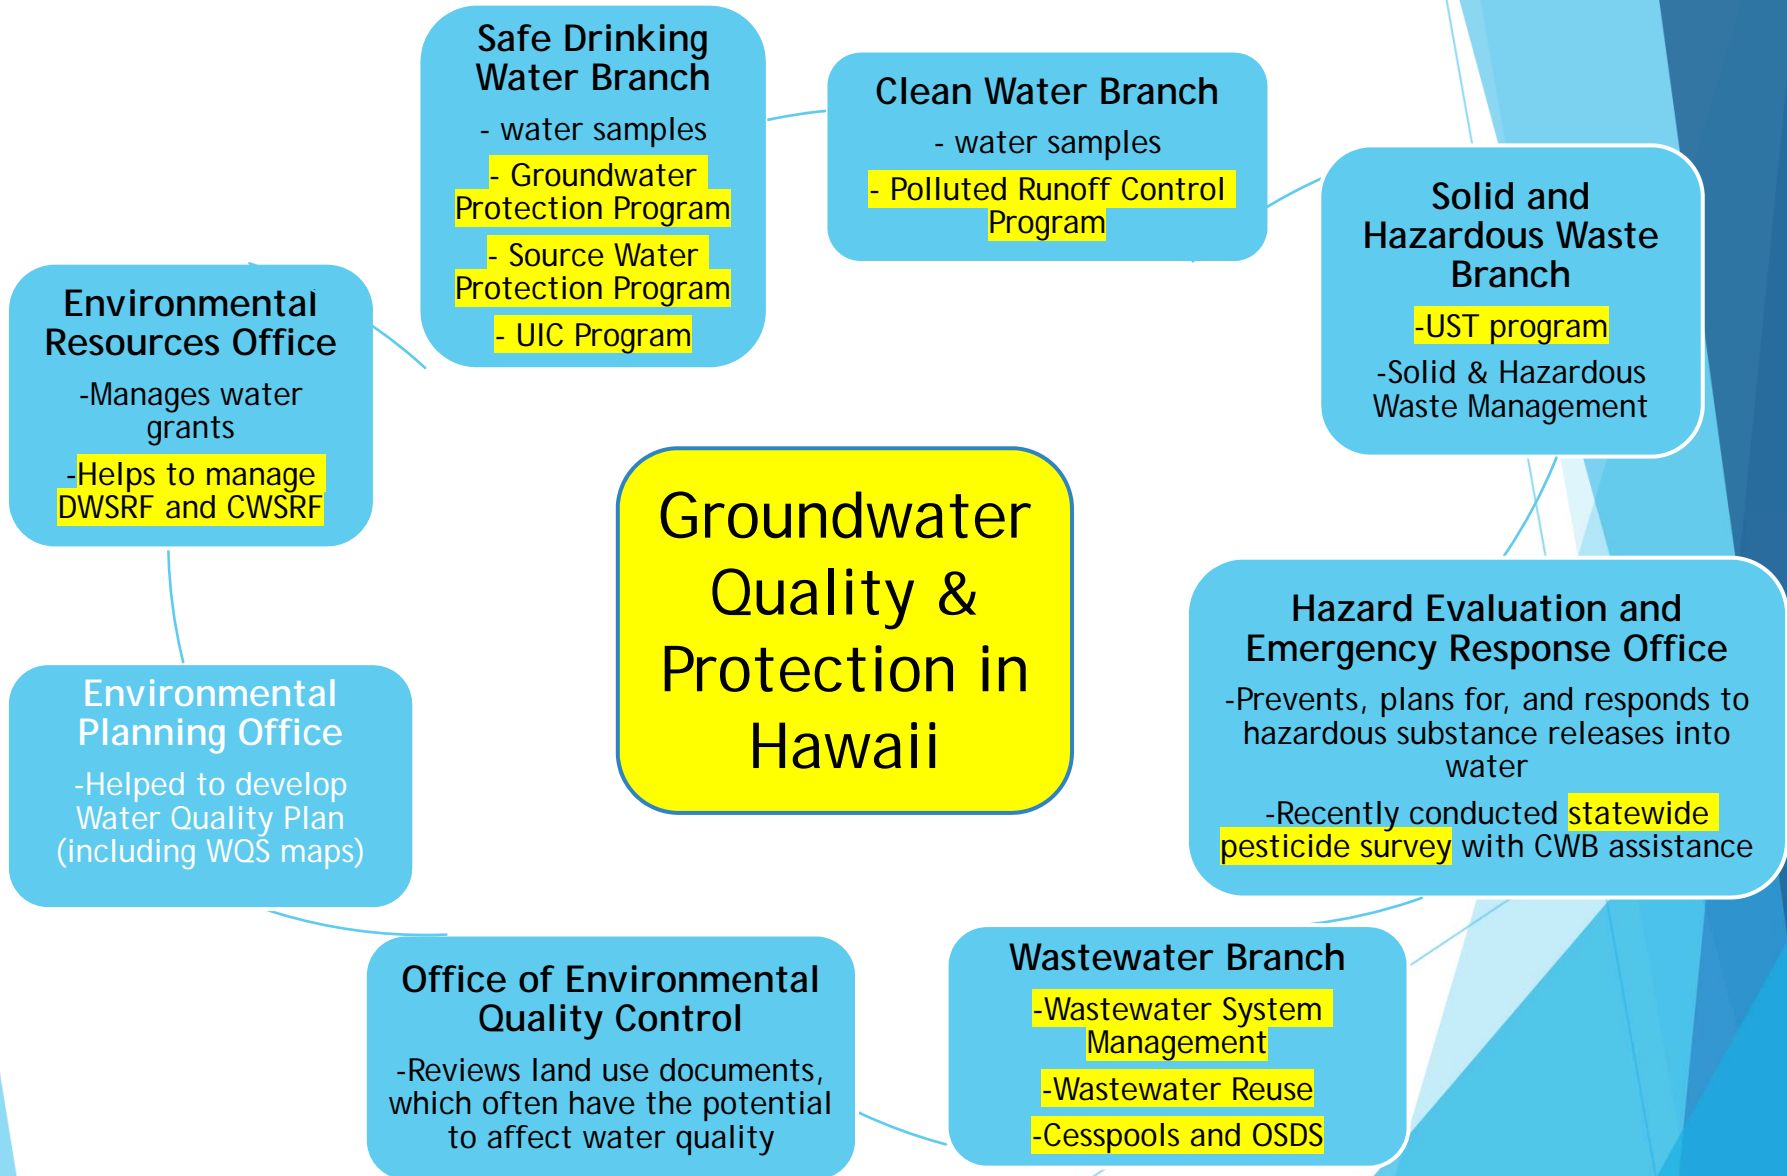 Safe Drinking
Water Branch
- water samples
- Groundwater
Protection Program
- Source Water
Protection Program
- UIC Program
Clean Water Branch
- water samples
- Polluted Runoff Control
Program
Solid and
Hazardous Waste
Branch
-UST program
-Solid & Hazardous
Waste Management
Hazard Evaluation and
Emergency Response Office
-Prevents, plans for, and responds to
hazardous substance releases into
water
-Recently conducted statewide
pesticide survey with CWB assistance
Wastewater Branch
-Wastewater System
Management
-Wastewater Reuse
-Cesspools and OSDS
Office of Environmental
Quality Control
-Reviews land use documents,
which often have the potential
to affect water quality
Environmental
Planning Office
-Helped to develop
Water Quality Plan
(including WQS maps)
Environmental
Resources Office
-Manages water
grants
-Helps to manage
DWSRF and CWSRF
Groundwater
Quality &
Protection in
Hawaii